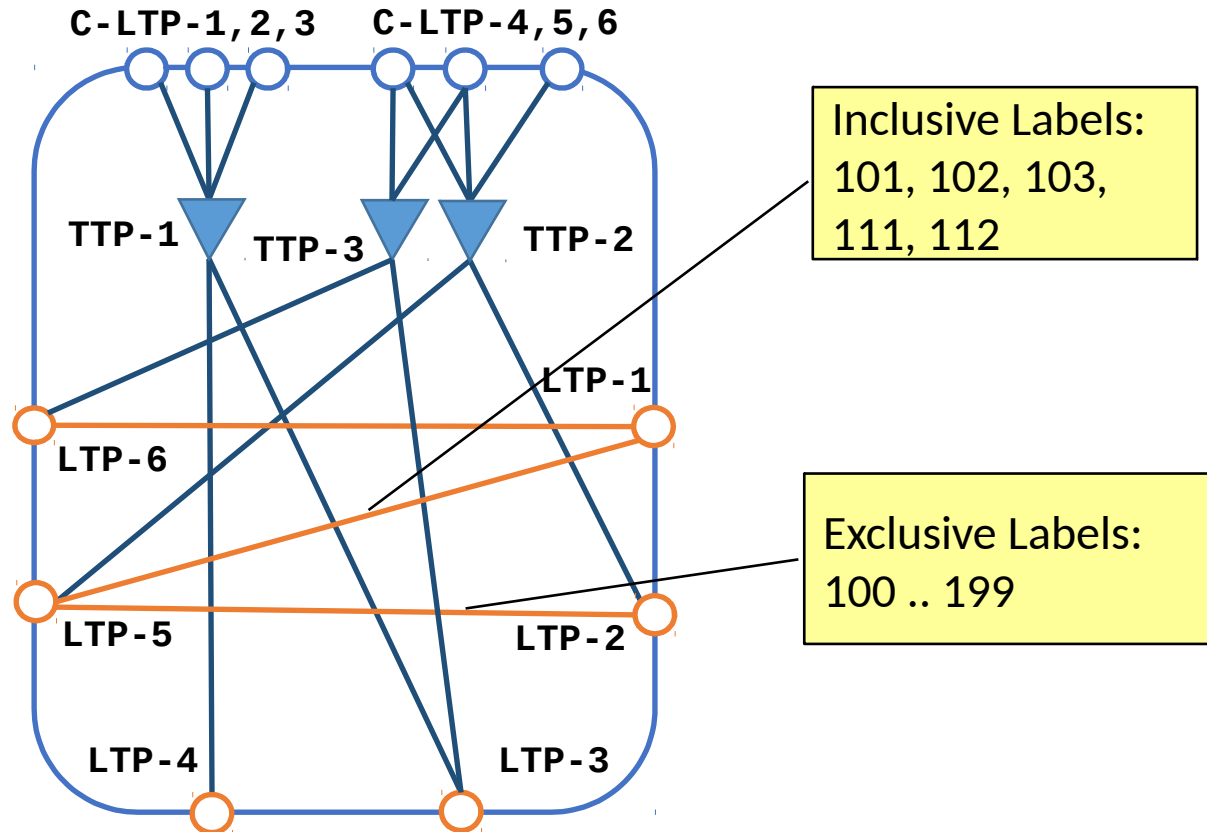 C-LTP-1,2,3
C-LTP-4,5,6
Inclusive Labels:
101, 102, 103,
111, 112
TTP-1
TTP-3
TTP-2
LTP-1
LTP-6
Exclusive Labels:
100 .. 199
LTP-5
LTP-2
LTP-4
LTP-3